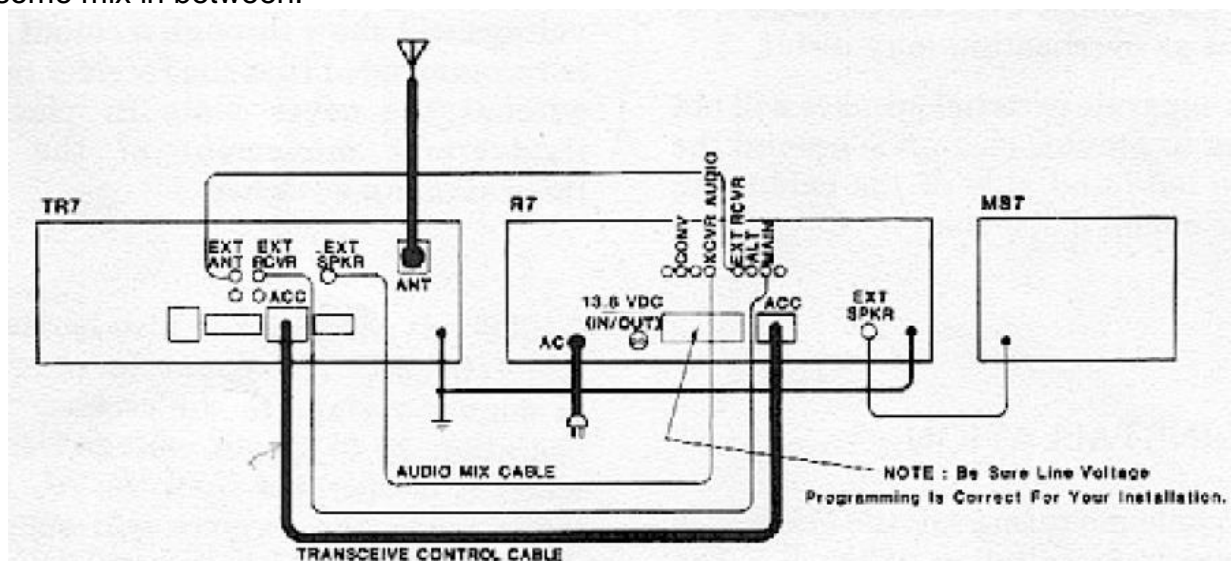 some mix in between.
TR7
R7
MS7
EXT
ANT
EXT
RCVR
EXT
SPKR
ANT
ACC
CONV
XCVR AUDIO
EXT RCVR
ALT
MAIN
13.8 VDC
(IN/OUT)
AC
ACC
EXT
SPKR
AUDIO MIX CABLE
TRANSCEIVE CONTROL CABLE
NOTE : Be Sure Line Voltage
Programming Is Correct For Your Installation.